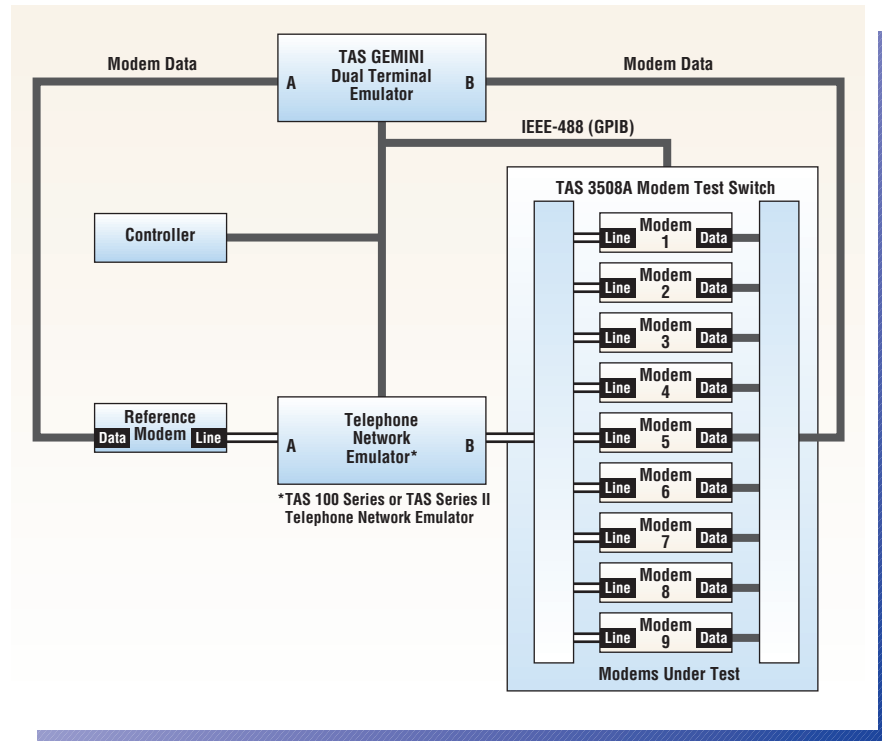 TAS GEMINI
Dual Terminal
Emulator
A
B
Modem Data
Modem Data
IEEE-488 (GPIB)
TAS 3508A Modem Test Switch
Controller
Line
Modem
1
Data
Line
Modem
2
Data
Line
Modem
3
Data
Line
Modem
4
Data
Line
Modem
5
Data
Line
Modem
6
Data
Line
Modem
7
Data
Line
Modem
8
Data
Line
Modem
9
Data
Modems Under Test
Reference
Modem
Data
Line
Telephone
Network
Emulator*
A
B
*TAS 100 Series or TAS Series II
Telephone Network Emulator